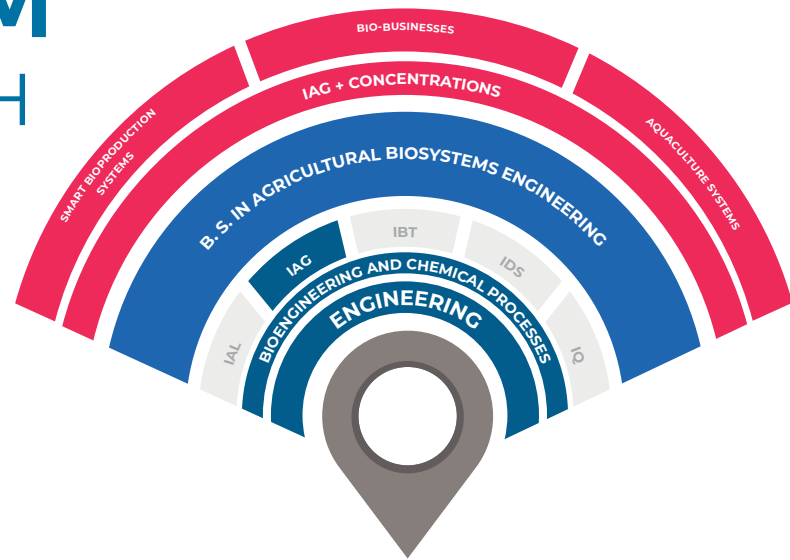 M
H
BIO-BUSINESSES
IAG + CONCENTRATIONS
SMART BIOPRODUCTION
SYSTEMS
AQUACULTURE SYSTEMS
B. S. IN AGRICULTURAL BIOSYSTEMS ENGINEERING
IAL
IAG
IBT
IDS
IQ
BIOENGINEERING AND CHEMICAL PROCESSES
ENGINEERING